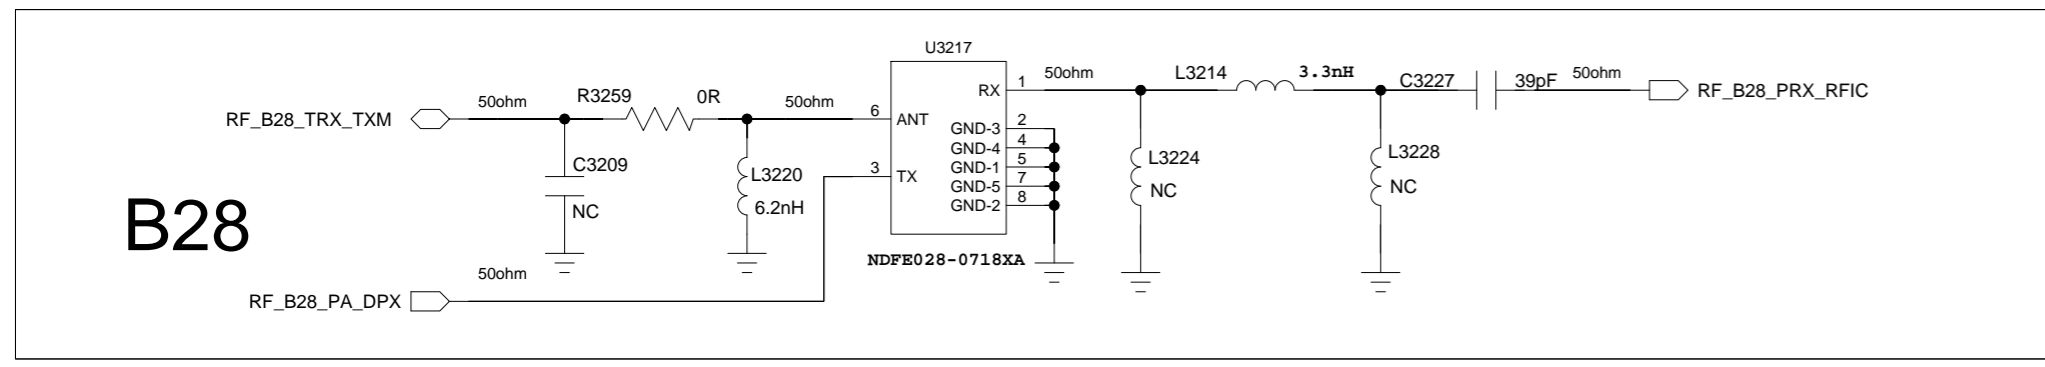 U3217
RF_B28_TRX_TXM
50ohm
R3259
0R
50ohm
6
ANT
3
TX
RX
1
GND-3
2
GND-4
4
GND-1
5
GND-5
7
GND-2
8
NDFE028-0718XA
50ohm
L3214
3.3nH
C3227
39pF
50ohm
RF_B28_PRX_RFIC
C3209
NC
L3220
6.2nH
L3224
NC
L3228
NC
B28
50ohm
RF_B28_PA_DPX